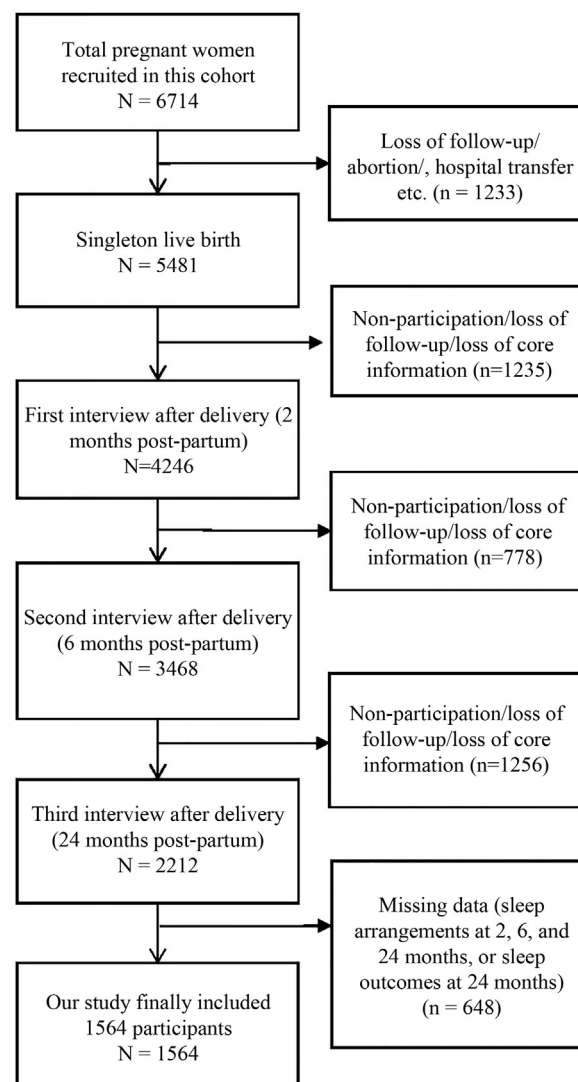 Total pregnant women
recruited in this cohort
N = 6714
Loss of follow-up/
abortion/, hospital transfer
etc. (n = 1233)
Singleton live birth
N = 5481
Non-participation/loss of
follow-up/loss of core
information (n=1235)
First interview after delivery (2
months post-partum)
N=4246
Non-participation/loss of
follow-up/loss of core
information (n=778)
Second interview after delivery
(6 months post-partum)
N = 3468
Non-participation/loss of
follow-up/loss of core
information (n=1256)
Third interview after delivery
(24 months post-partum)
N = 2212
Missing data (sleep
arrangements at 2, 6, and
24 months, or sleep
outcomes at 24 months)
(n = 648)
Our study finally included
1564 participants
N = 1564